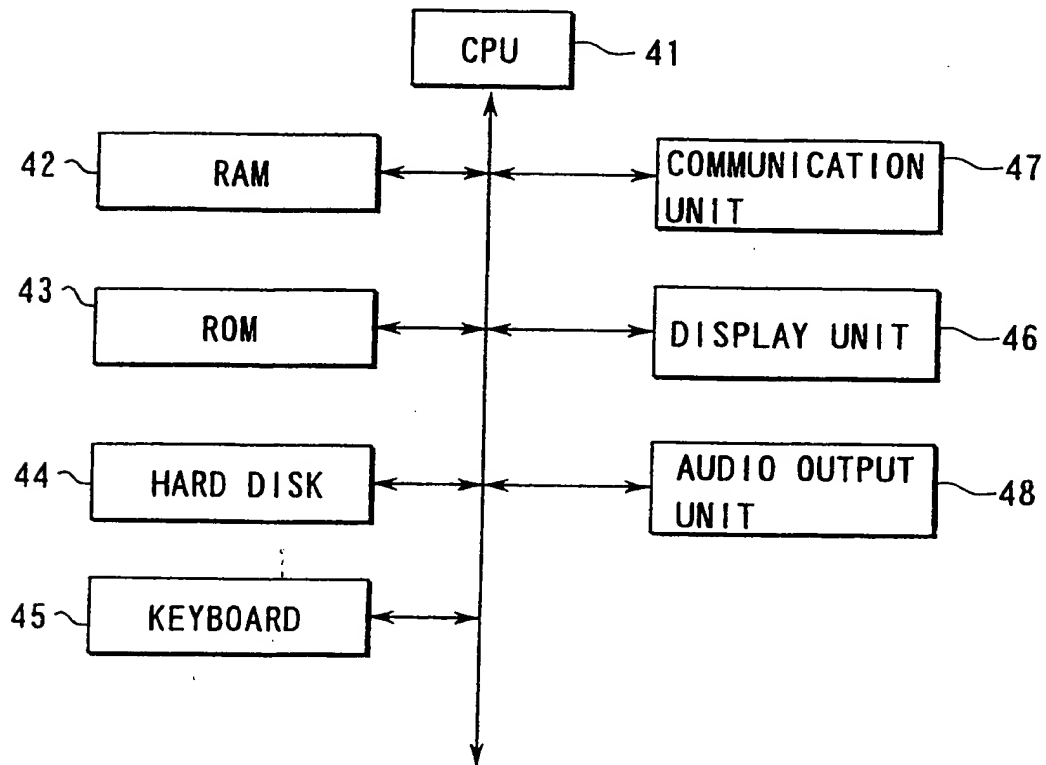 CPU 41
42 RAM
COMMUNICATION 47
UNIT
43 ROM
DISPLAY UNIT 46
44 HARD DISK
AUDIO OUTPUT
UNIT 48
45 KEYBOARD